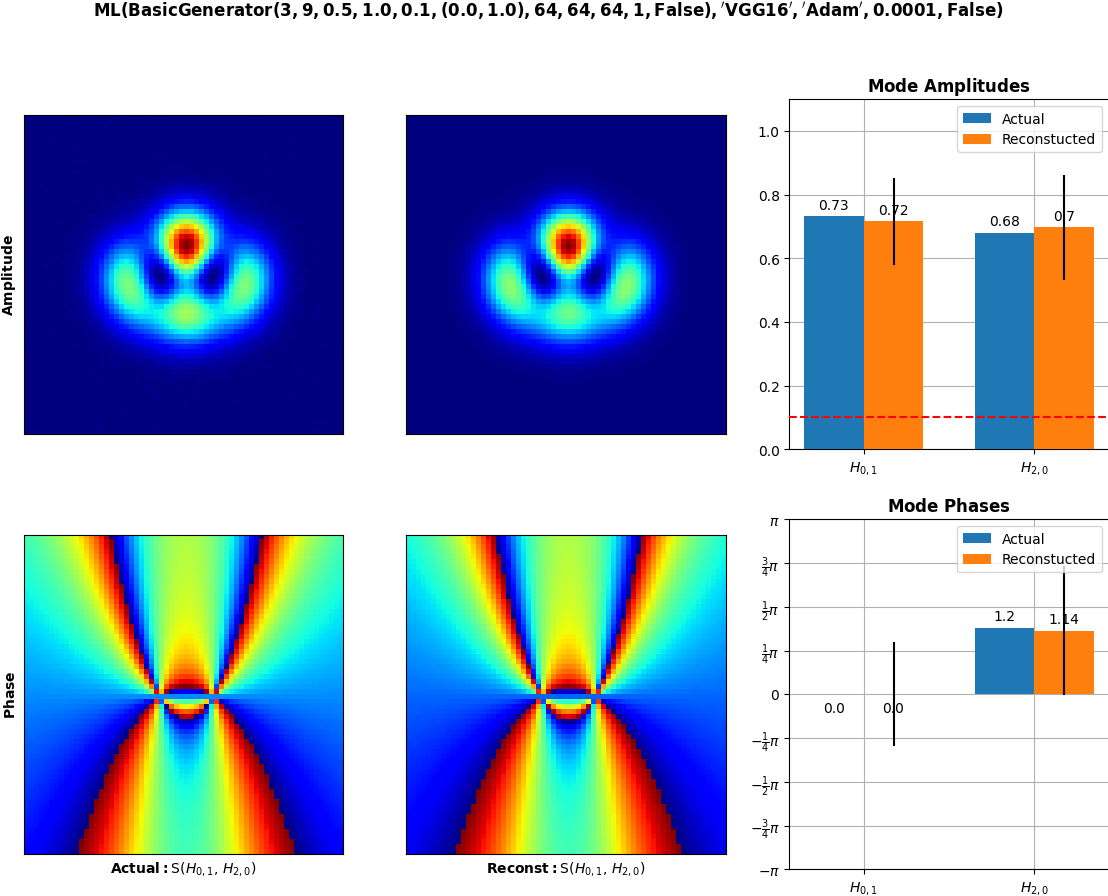 ML(BasicGenerator(3, 9, 0.5, 1.0, 0.1, (0.0, 1.0), 64, 64, 64, 1, False), ′VGG16′, ′Adam′, 0.0001, False)
Amplitude
Mode Amplitudes
Actual
Reconstucted
1.0
0.8
0.6
0.4
0.2
0.0
0.73
0.72
0.68
0.7
H0, 1
H2, 0
Phase
Actual: S(H0, 1, H2, 0)
Reconst: S(H0, 1, H2, 0)
Mode Phases
Actual
Reconstucted
π
3/4π
1/2π
1/4π
0
−1/4π
−1/2π
−3/4π
−π
0.0
0.0
1.2
1.14
H0, 1
H2, 0